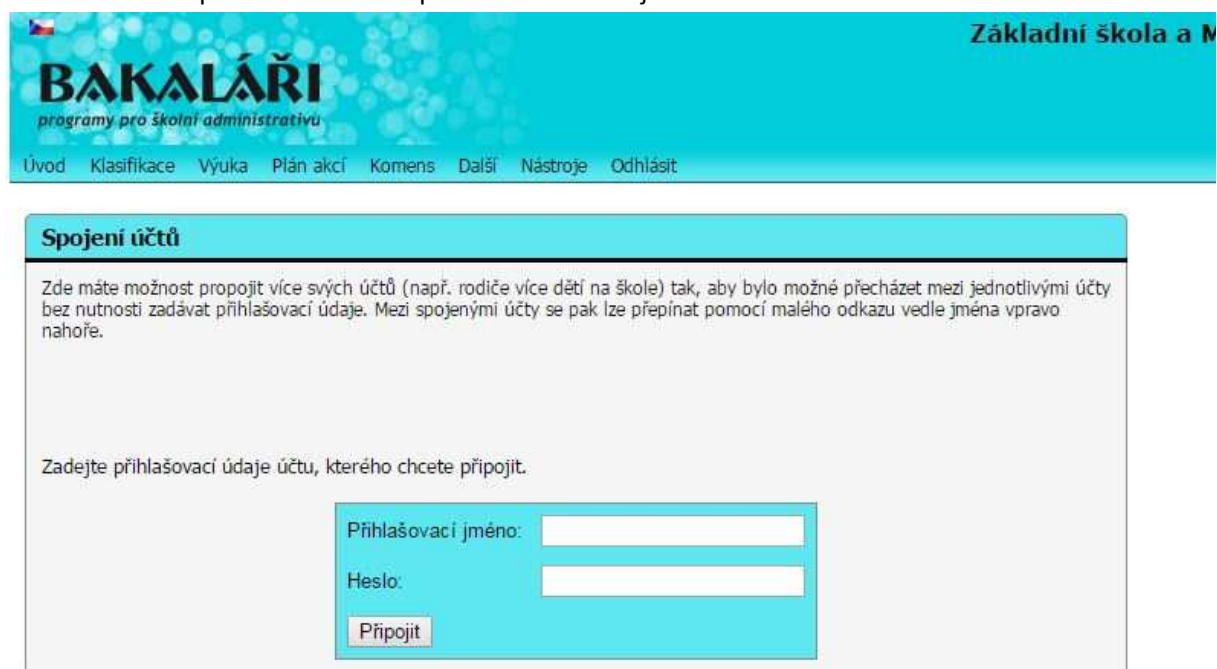 Základní škola a M
BAKALÁŘI
programy pro školní administrativu
Úvod Klasifikace Výuka Plán akcí Komens Další Nástroje Odhlásit
Spojení účtů
Zde máte možnost propojit více svých účtů (např. rodiče více dětí na škole) tak, aby bylo možné přecházet mezi jednotlivými účty
bez nutnosti zadávat přihlašovací údaje. Mezi spojenými účty se pak lze přepínat pomocí malého odkazu vedle jména vpravo
nahoře.
Zadejte přihlašovací údaje účtu, kterého chcete připojit.
Přihlašovací jméno:
Heslo:
Připojit